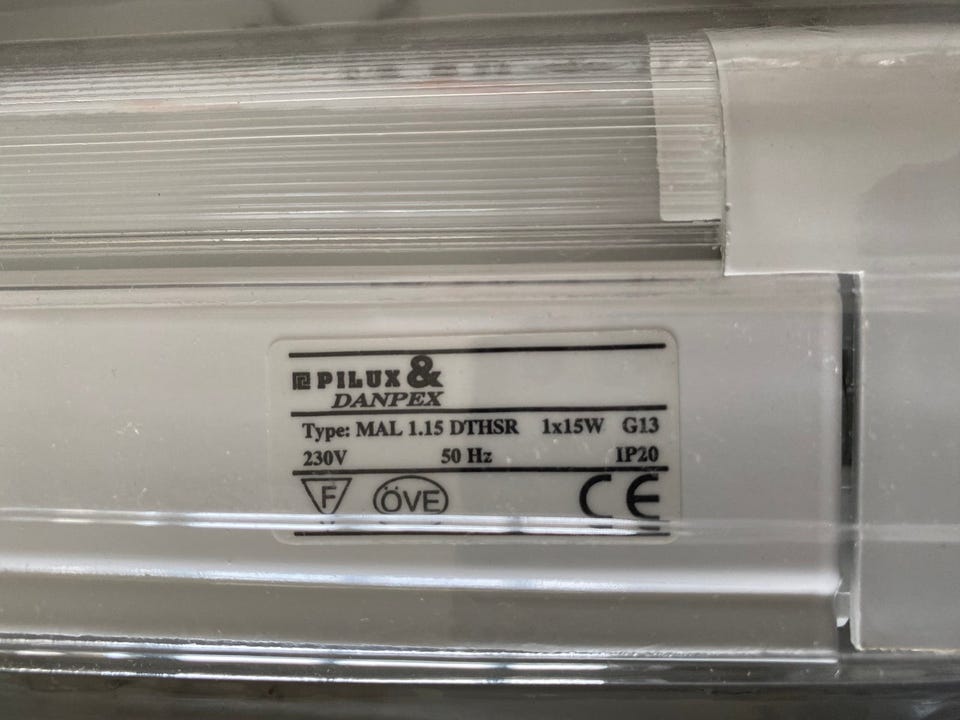 PILUX &
DANPEX
Type: MAL 1.15 DTHSR 1x15W G13
230V 50 Hz IP20
F ÖVE CE